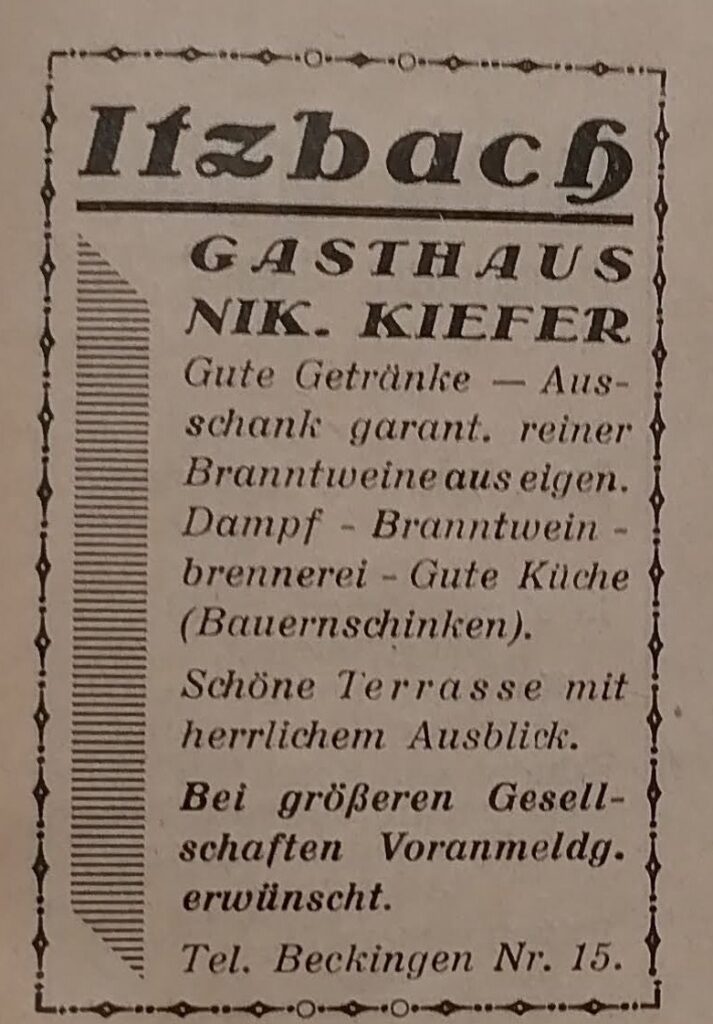 Itzbach
GASTHAUS
NIK. KIEFER
Gute Getränke — Aus-
schank garant. reiner
Branntweine aus eigen.
Dampf - Branntwein -
brennerei - Gute Küche
(Bauernschinken).
Schöne Terrasse mit
herrlichem Ausblick.
Bei größeren Gesell-
schaften Voranmeldg.
erwünscht.
Tel. Beckingen Nr. 15.